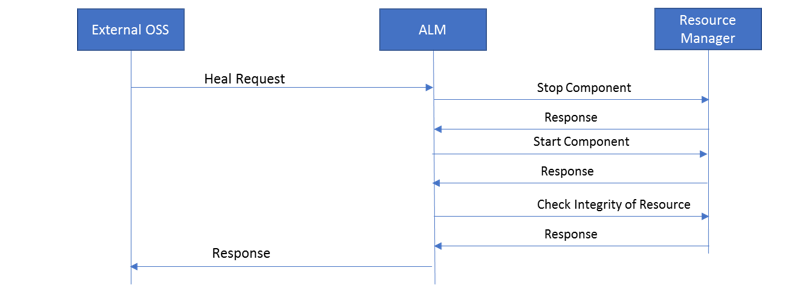 External OSS
ALM
Resource
Manager
Heal Request
Stop Component
Response
Start Component
Response
Check Integrity of Resource
Response
Response